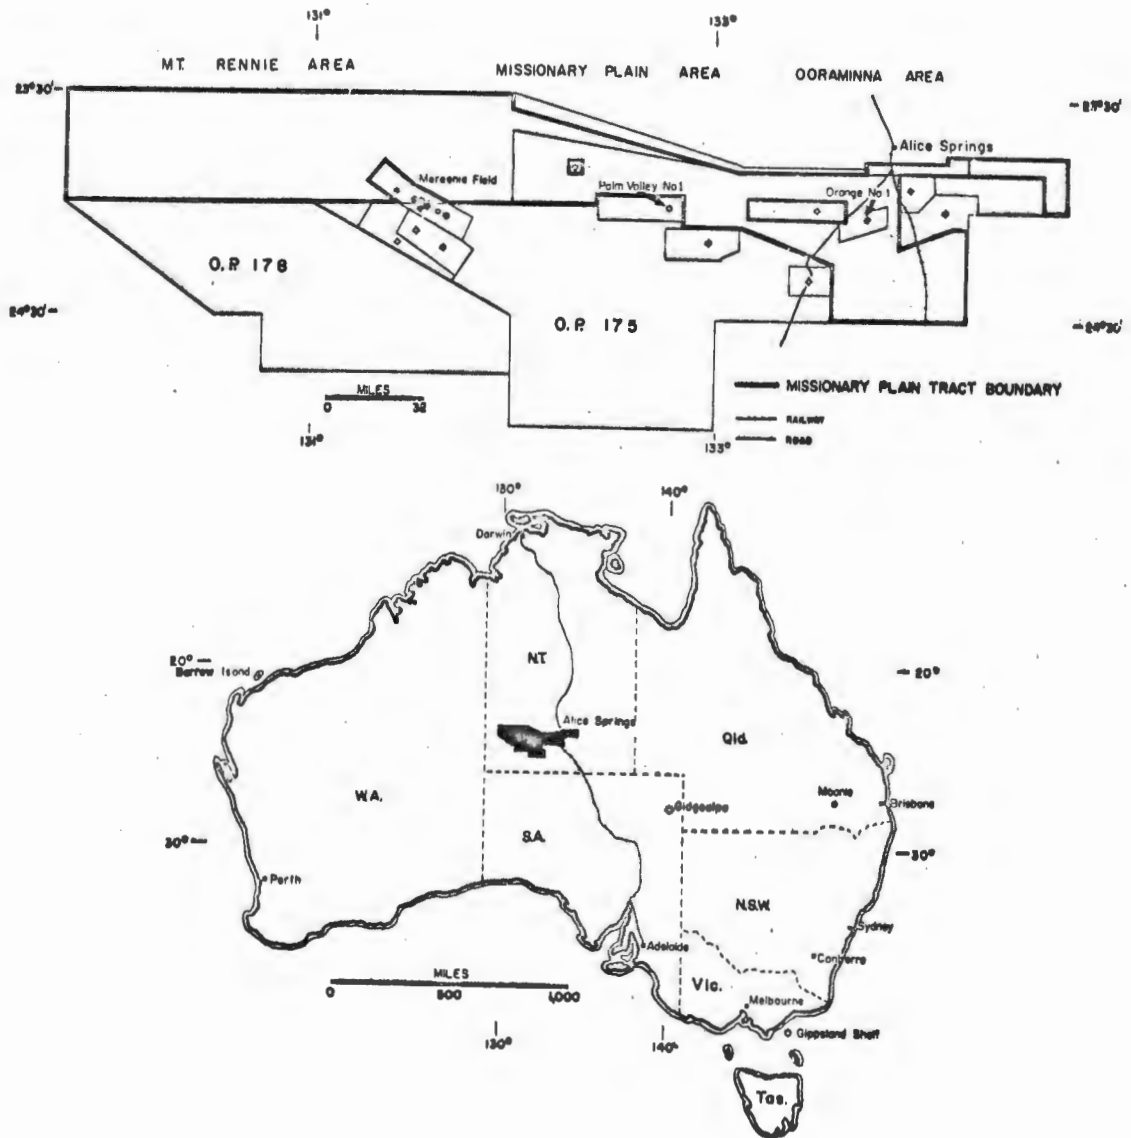 131° 133°
MT. RENNIE AREA MISSIONARY PLAIN AREA OORAMINNA AREA
23°30' 23°30'
Alice Springs
Mereenie Field Palm Valley No1 Orange No 1
O.P. 178
24°30' O.P. 175 24°30'
MILES
0 32
MISSIONARY PLAIN TRACT BOUNDARY
RAILWAY
ROAD
131° 133°
130° 140°
Darwin
20° N.T. 20°
Barrow Island
Alice Springs
Qld.
W.A. Moonie
Gidgealpa Brisbane
30° S.A. 30°
Perth
N.S.W.
Sydney
Adelaide Canberra
MILES
0 500 1,000
Vic.
Melbourne
Gippsland Shelf
130° 140°
Tas.